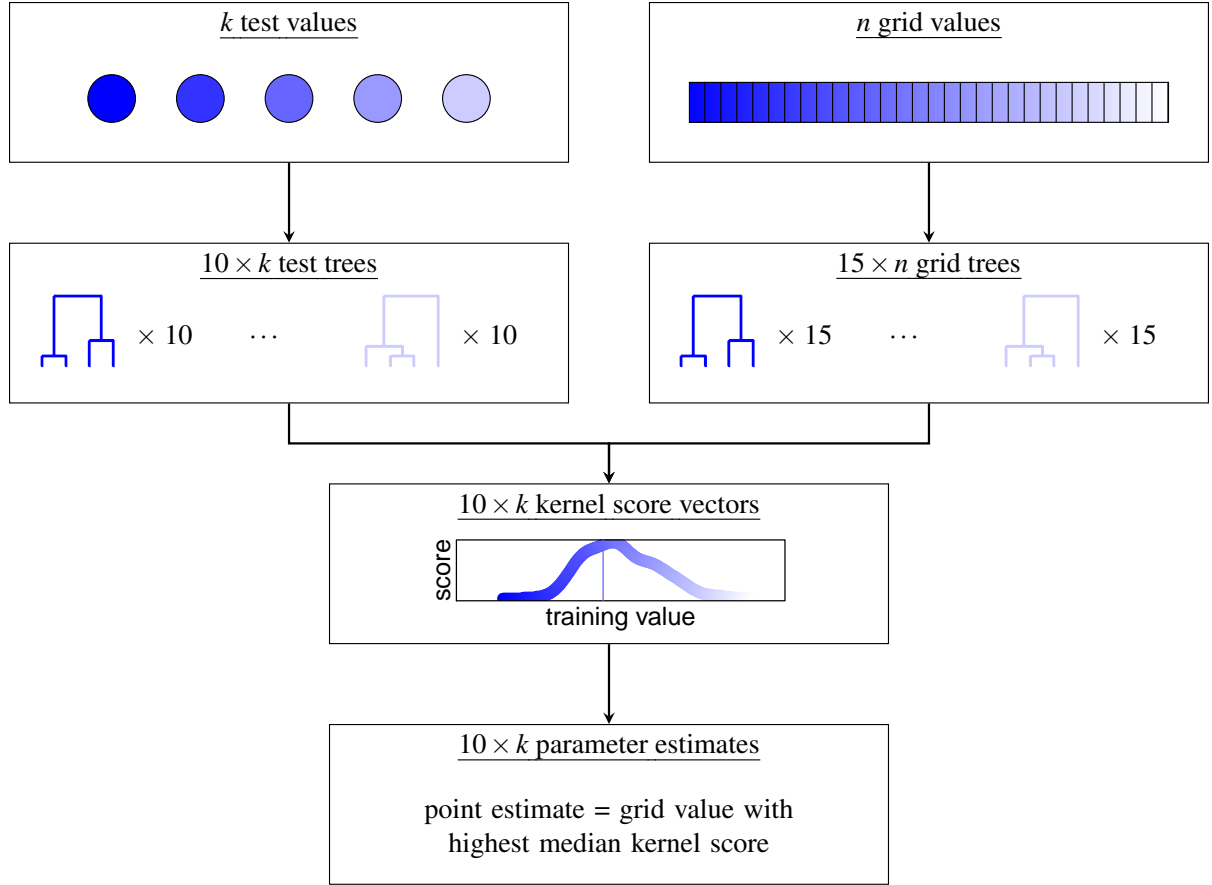 k test values
n grid values
10 × k test trees
× 10 ⋯ × 10
15 × n grid trees
× 15 ⋯ × 15
10 × k kernel score vectors
score
training value
10 × k parameter estimates
point estimate = grid value with
highest median kernel score